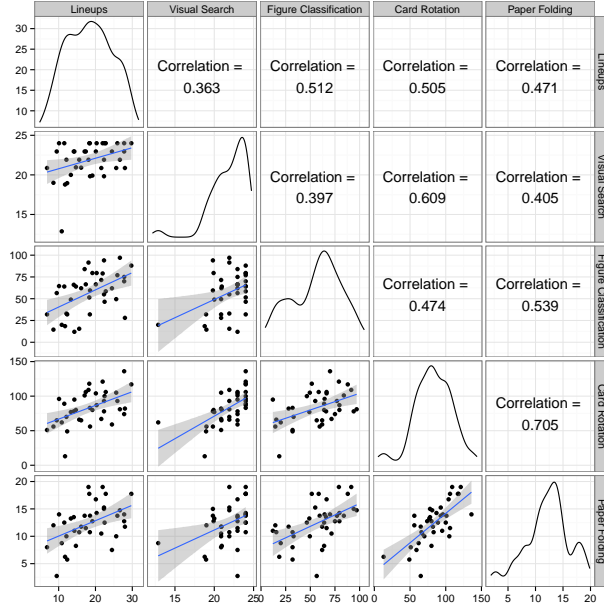 Lineups Visual Search Figure Classification Card Rotation Paper Folding
30
25
20
15
10
Correlation =
0.363
Correlation =
0.512
Correlation =
0.505
Correlation =
0.471
Lineups
25
20
15
Correlation =
0.397
Correlation =
0.609
Correlation =
0.405
Visual Search
100
75
50
25
0
Correlation =
0.474
Correlation =
0.539
Figure Classification
150
100
50
0
Correlation =
0.705
Card Rotation
20
15
10
5
Paper Folding
10 20 30 15 20 25 0 25 50 75 100 0 50 100 150 5 10 15 20